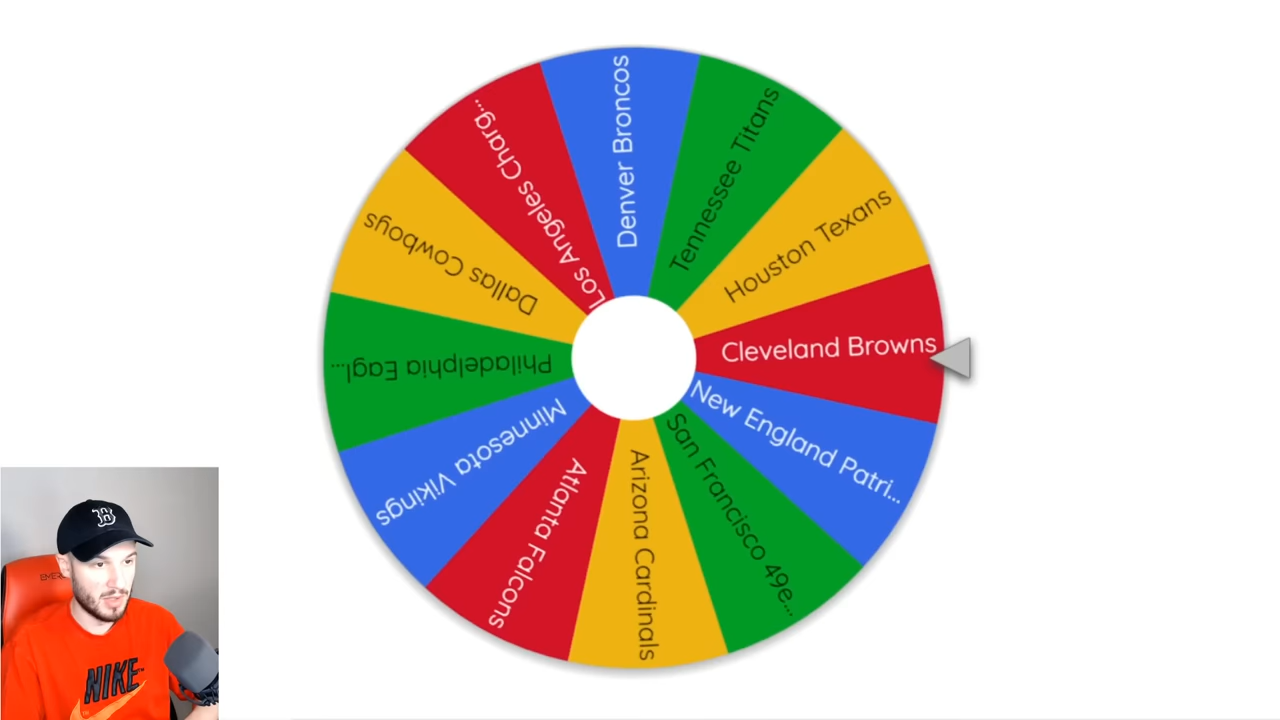 Denver Broncos
Tennessee Titans
Houston Texans
Cleveland Browns
New England Patri...
San Francisco 49e...
Arizona Cardinals
Atlanta Falcons
Minnesota Vikings
Philadelphia Eagl...
Dallas Cowboys
Los Angeles Charg...
B
EMER
NIKE